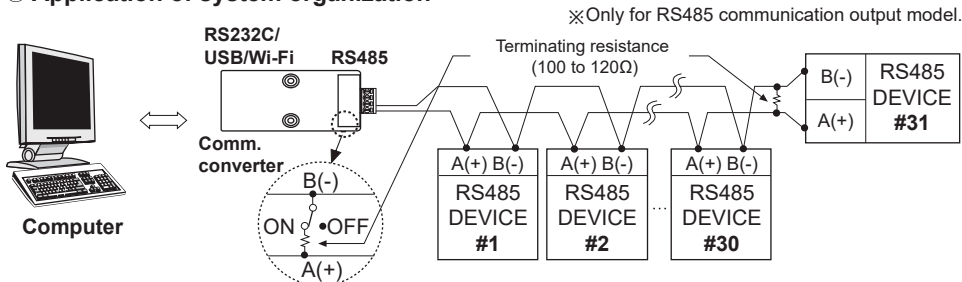 Application of system organization
※Only for RS485 communication output model.
RS232C/
USB/Wi-Fi
RS485
Terminating resistance
(100 to 120Ω)
Comm.
converter
Computer
B(-)
ON
OFF
A(+)
A(+) B(-)
RS485
DEVICE
#1
A(+) B(-)
RS485
DEVICE
#2
...
A(+) B(-)
RS485
DEVICE
#30
B(-)
A(+)
RS485
DEVICE
#31